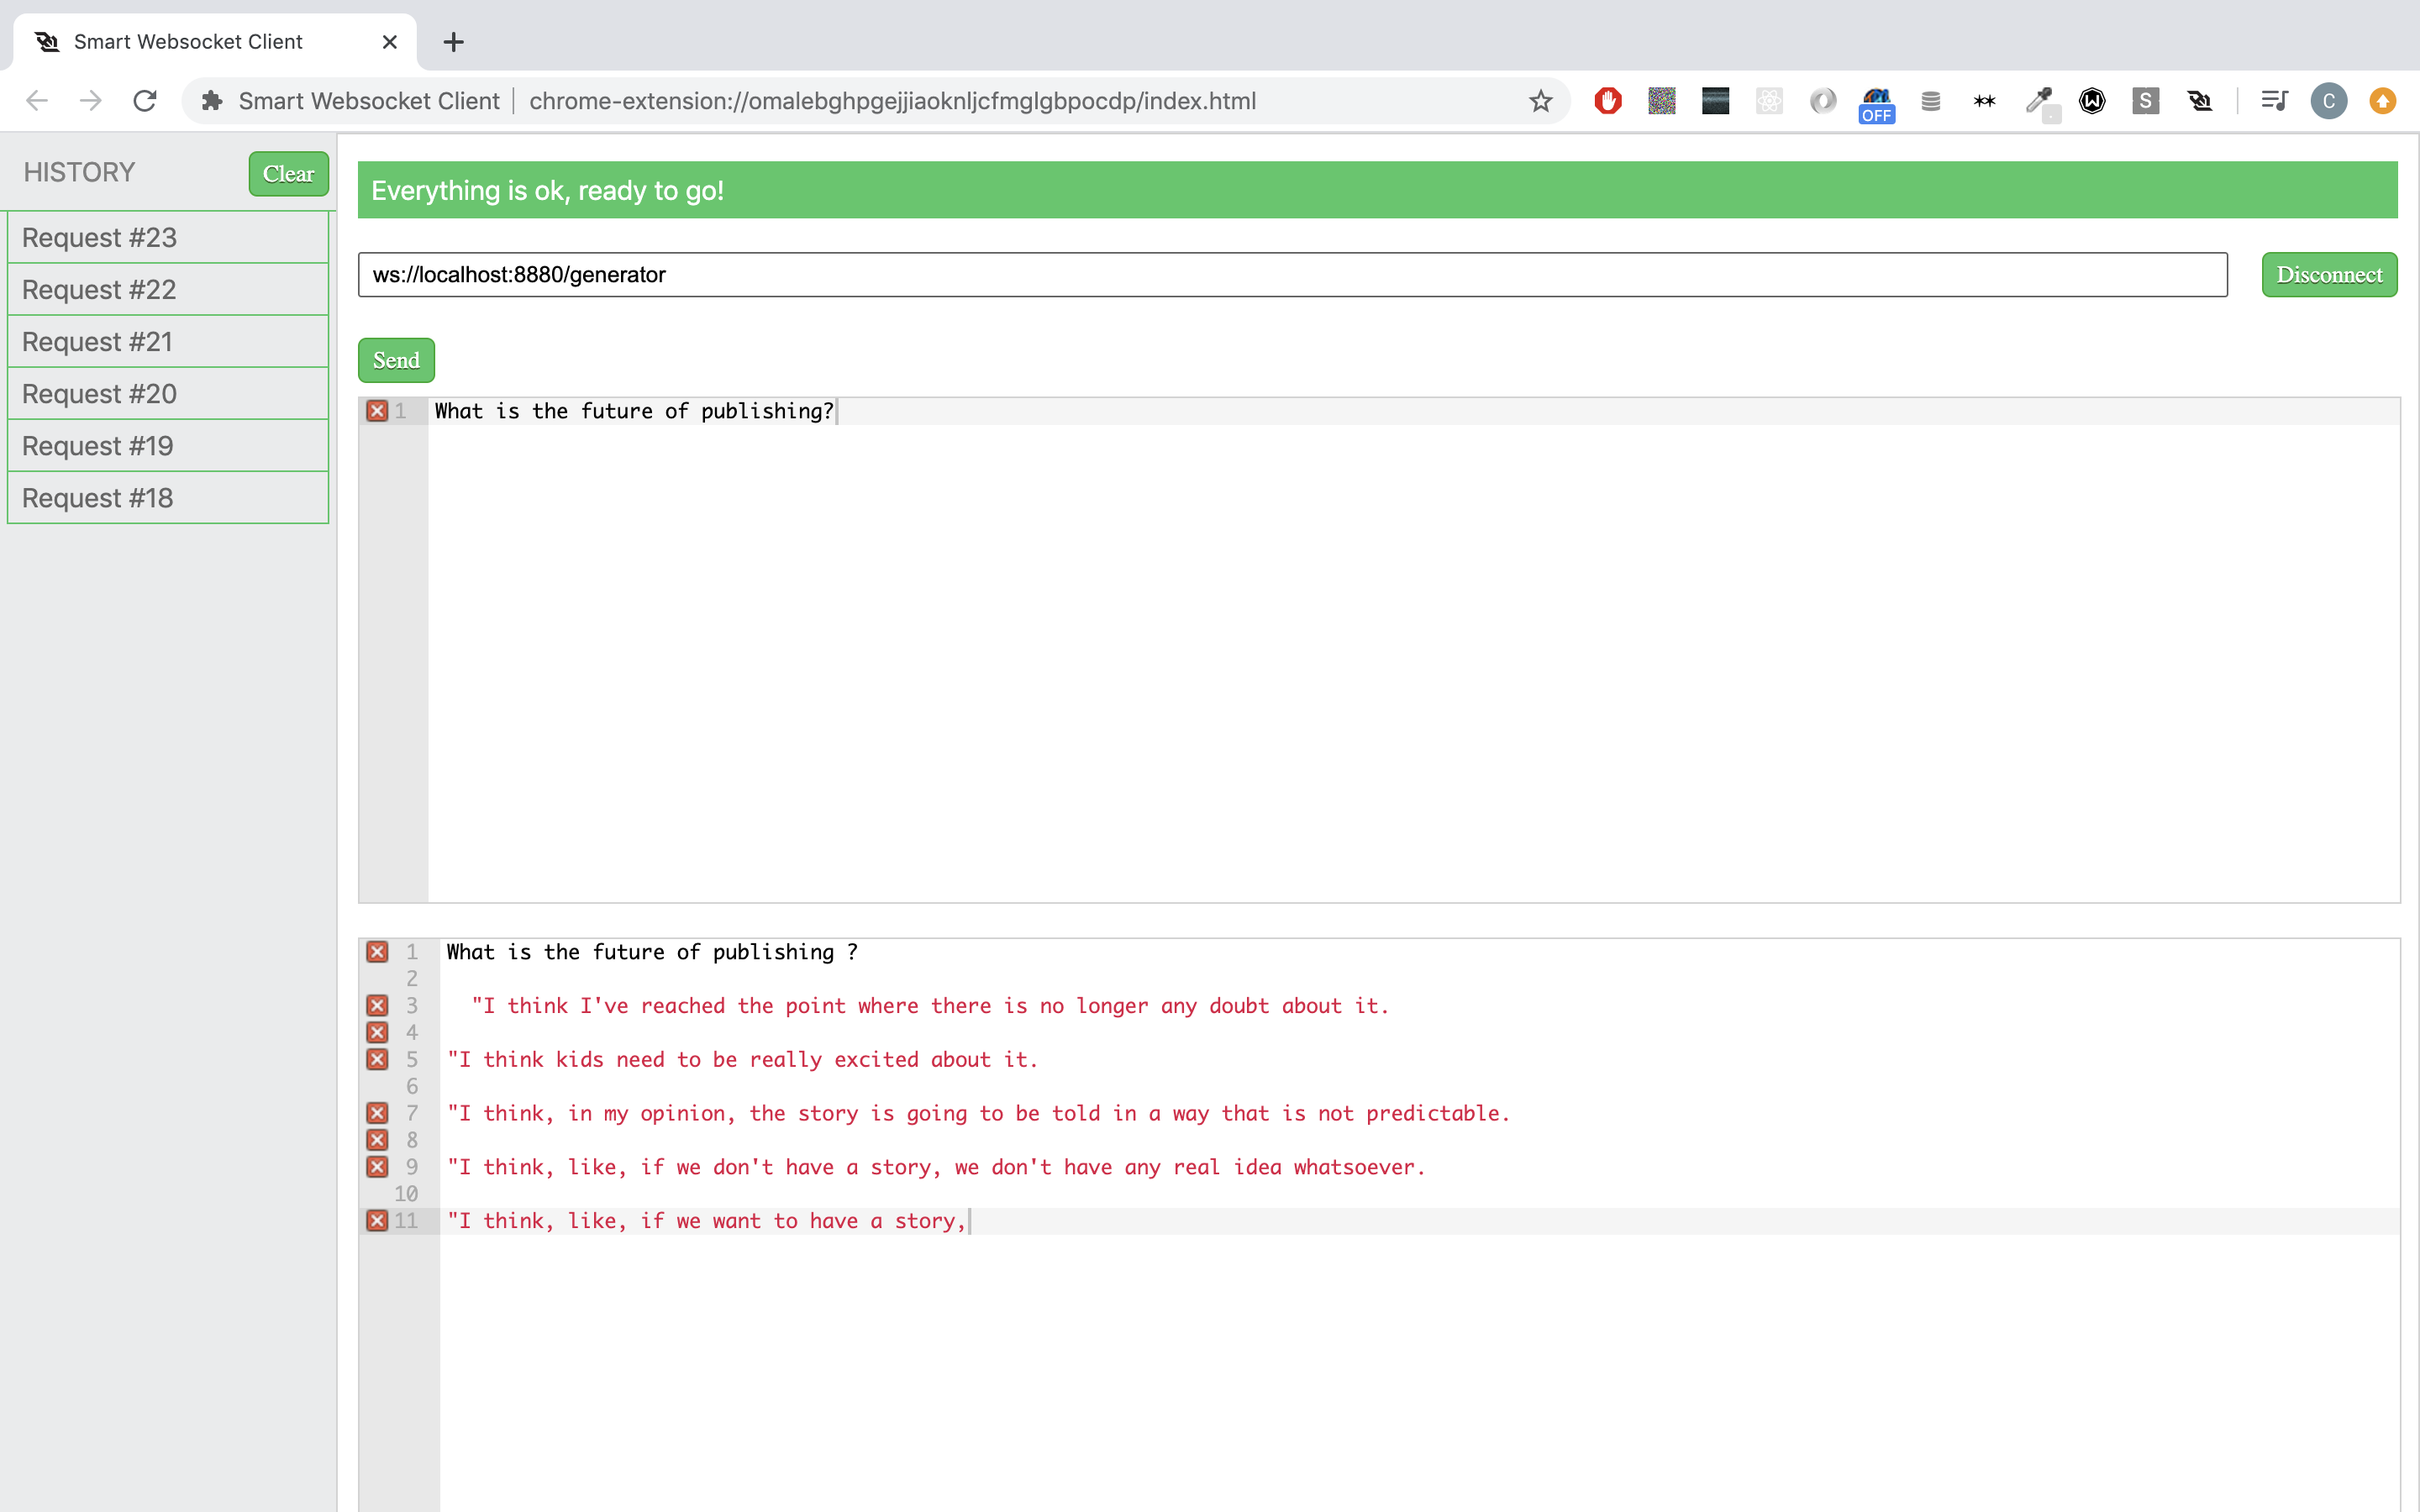 Smart Websocket Client
Smart Websocket Client | chrome-extension://omalebghpgejjiaoknljcfmglgbpocdp/index.html
OFF
S
C
HISTORY
Clear
Request #23
Request #22
Request #21
Request #20
Request #19
Request #18
Everything is ok, ready to go!
ws://localhost:8880/generator
Disconnect
Send
1 What is the future of publishing?
1 What is the future of publishing ?
2
3 "I think I've reached the point where there is no longer any doubt about it.
4
5 "I think kids need to be really excited about it.
6
7 "I think, in my opinion, the story is going to be told in a way that is not predictable.
8
9 "I think, like, if we don't have a story, we don't have any real idea whatsoever.
10
11 "I think, like, if we want to have a story,